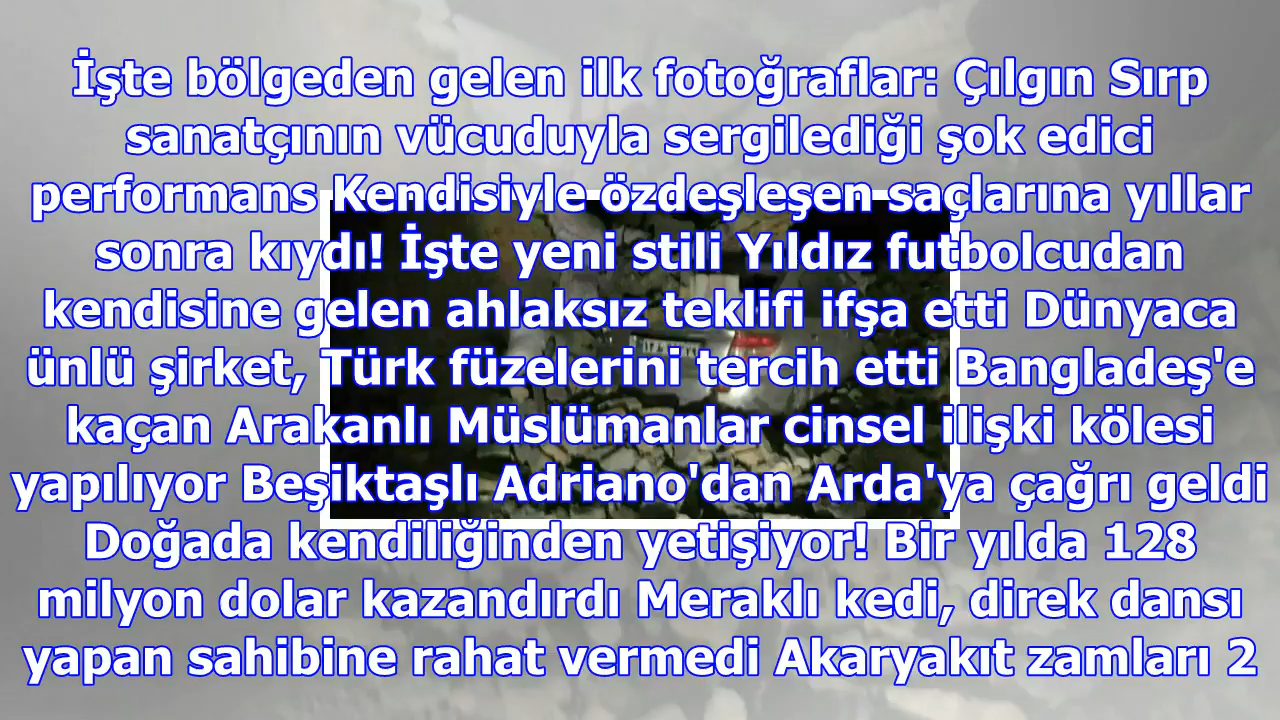 İşte bölgeden gelen ilk fotoğraflar: Çılgın Sırp
sanatçının vücuduyla sergilediği şok edici
performans Kendisiyle özdeşleşen saçlarına yıllar
sonra kıydı! İşte yeni stili Yıldız futbolcudan
kendisine gelen ahlaksız teklifi ifşa etti Dünyaca
ünlü şirket, Türk füzelerini tercih etti Bangladeş'e
kaçan Arakanlı Müslümanlar cinsel ilişki kölesi
yapılıyor Beşiktaşlı Adriano'dan Arda'ya çağrı geldi
Doğada kendiliğinden yetişiyor! Bir yılda 128
milyon dolar kazandırdı Meraklı kedi, direk dansı
yapan sahibine rahat vermedi Akaryakıt zamları 2